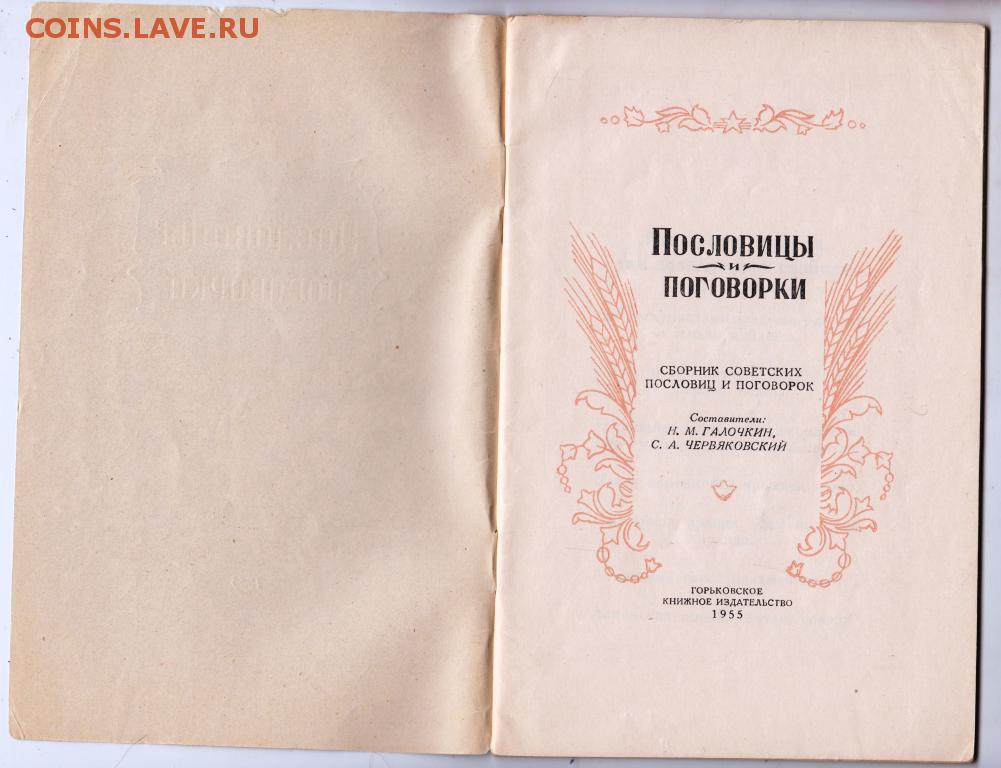 COINS.LAVE.RU
Пословицы
и
поговорки
СБОРНИК СОВЕТСКИХ
ПОСЛОВИЦ И ПОГОВОРОК
Составители:
Н. М. ГАЛОЧКИН,
С. А. ЧЕРВЯКОВСКИЙ
ГОРЬКОВСКОЕ
КНИЖНОЕ ИЗДАТЕЛЬСТВО
1955